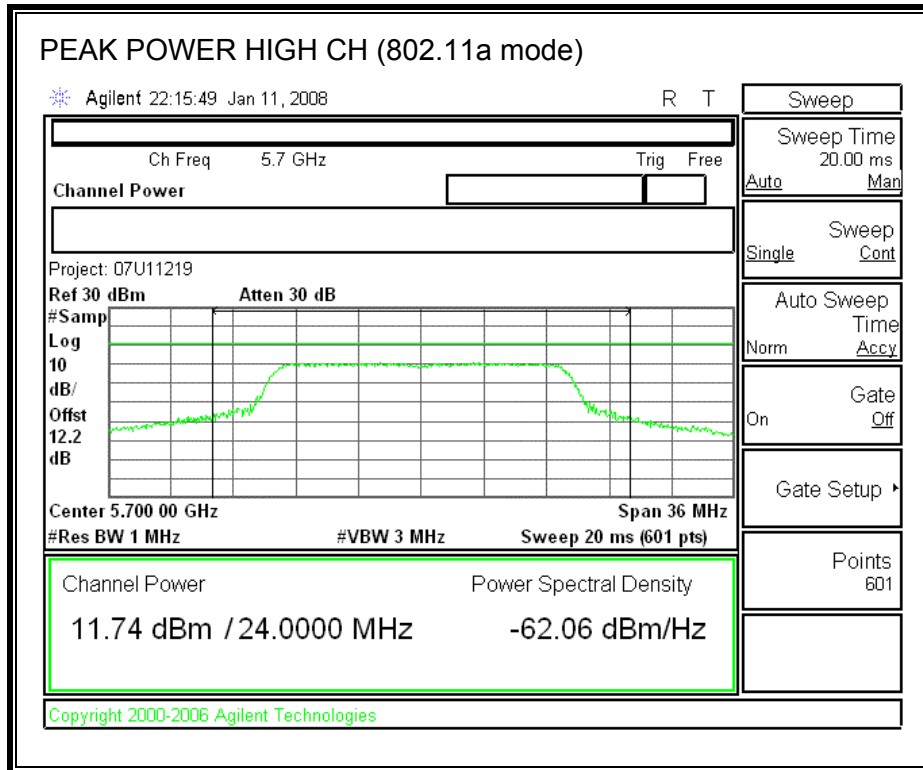 PEAK POWER HIGH CH (802.11a mode)
Agilent 22:15:49 Jan 11, 2008 R T
Ch Freq 5.7 GHz Trig Free
Channel Power
Project: 07U11219
Ref 30 dBm Atten 30 dB
#Samp
Log
10
dB/
Offst
12.2
dB
Center 5.700 00 GHz Span 36 MHz
#Res BW 1 MHz #VBW 3 MHz Sweep 20 ms (601 pts)
Channel Power Power Spectral Density
11.74 dBm / 24.0000 MHz -62.06 dBm/Hz
Copyright 2000-2006 Agilent Technologies
Sweep
Sweep Time
20.00 ms
Auto Man
Sweep
Single Cont
Auto Sweep
Time
Norm Accy
Gate
On Off
Gate Setup
Points
601